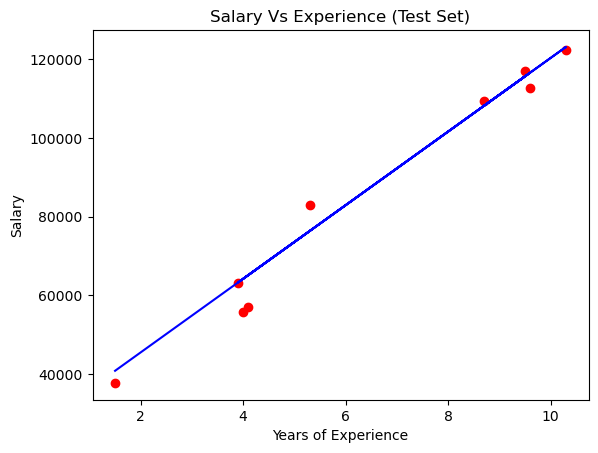 Salary Vs Experience (Test Set)
120000
100000
80000
60000
40000
Salary
2 4 6 8 10
Years of Experience